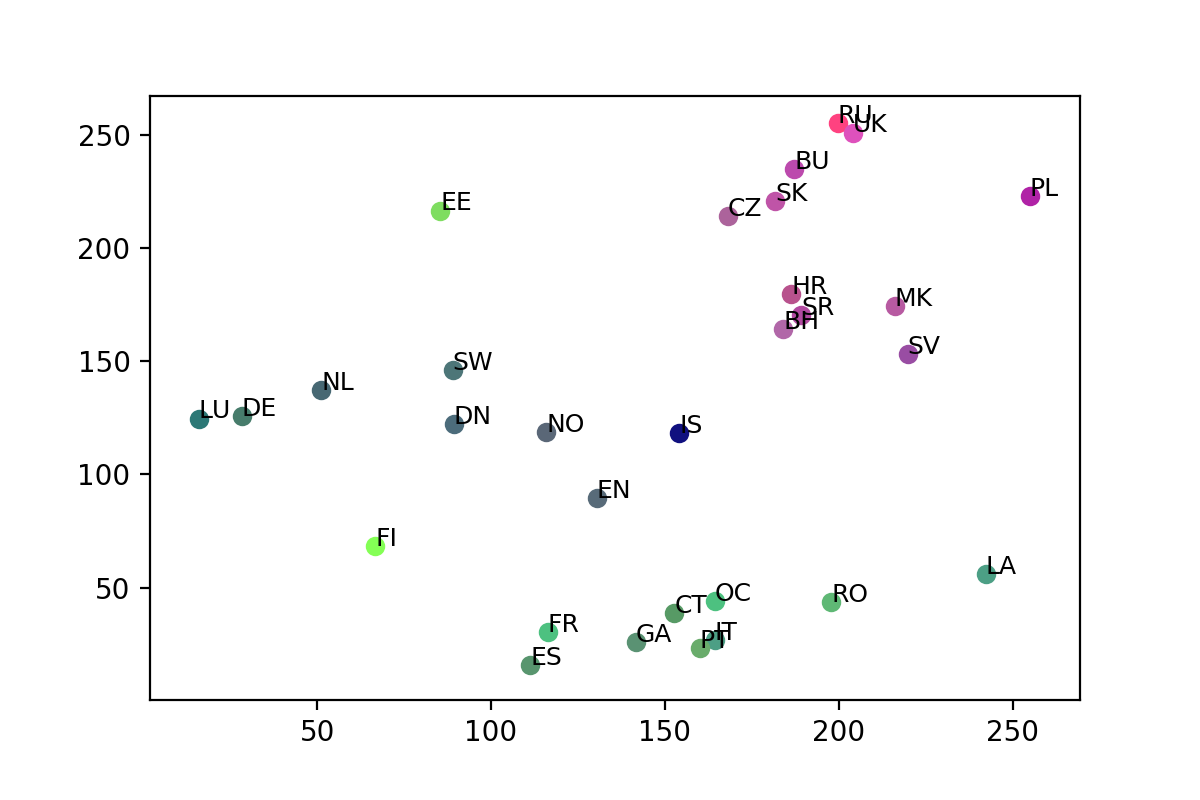 250
200
150
100
50
50
100
150
200
250
RU
UK
BU
PL
SK
EE
CZ
HR
MK
SR
BH
SV
SW
NL
LU
DE
DN
NO
IS
EN
FI
LA
OC
RO
CT
FR
GA
IT
PT
ES